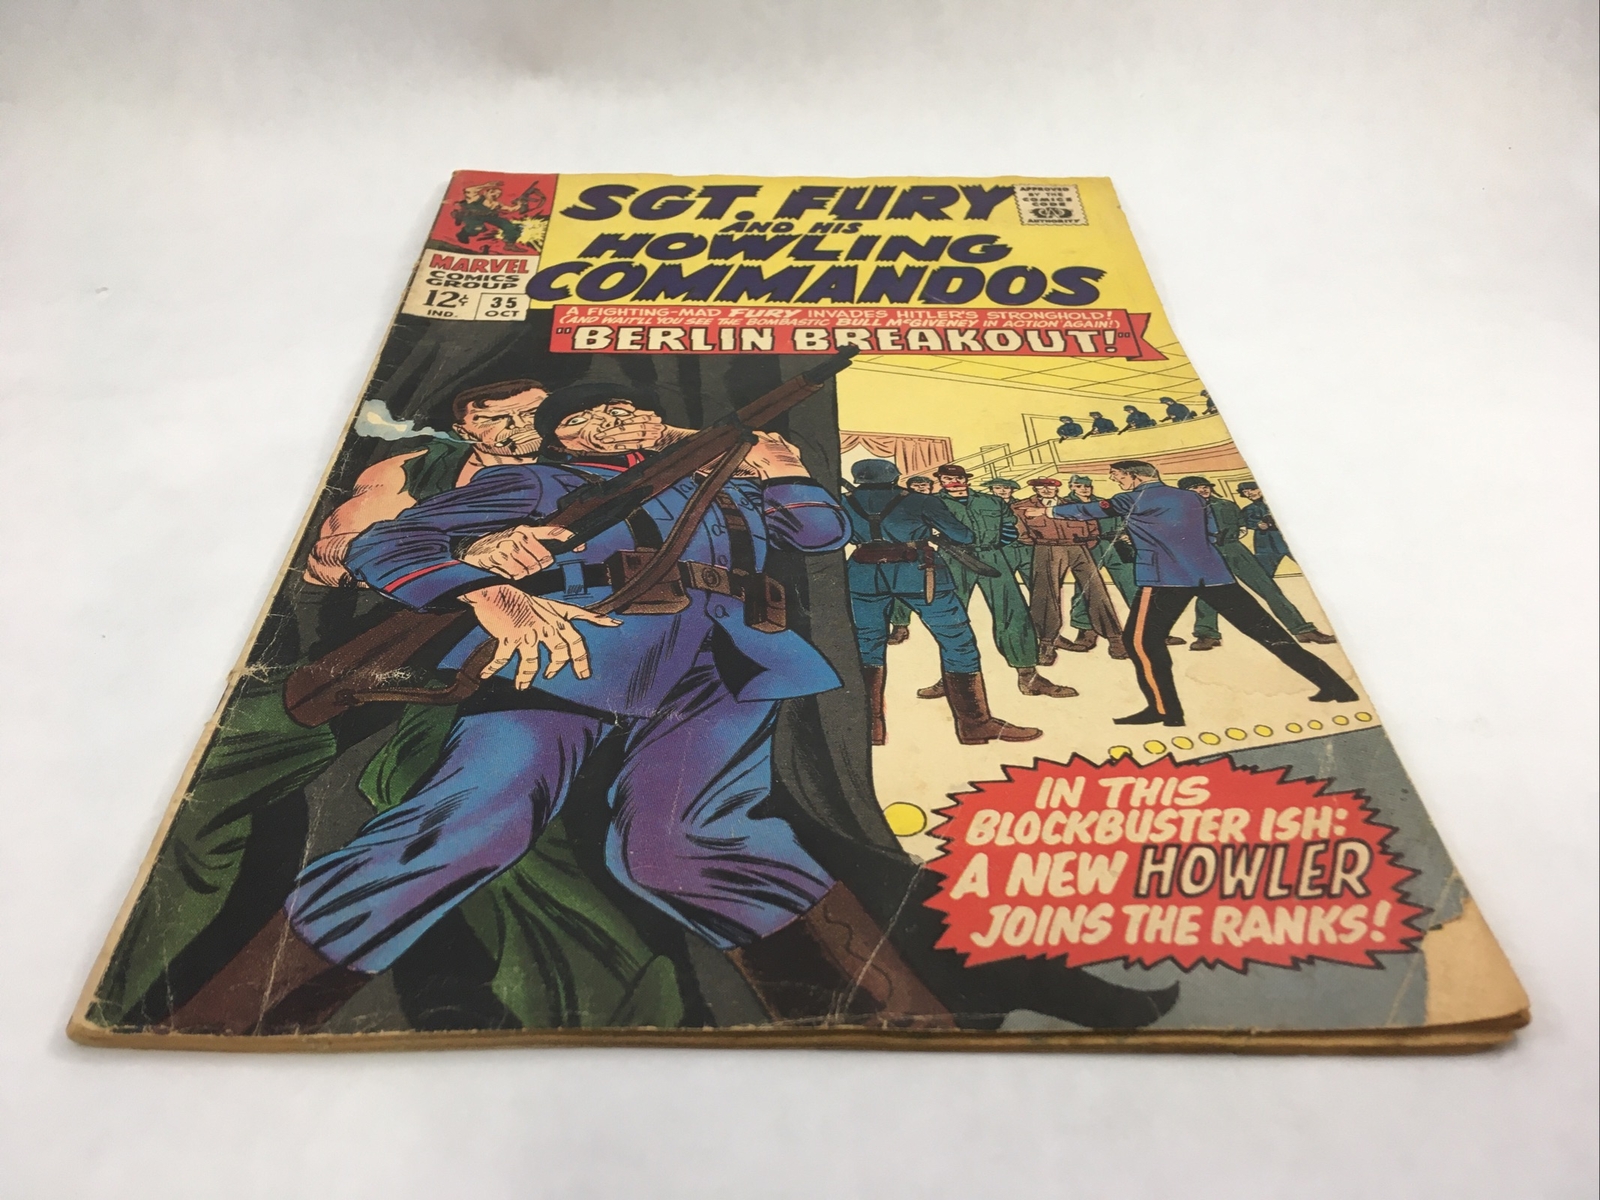 SGT. FURY
AND HIS
HOWLING
COMMANDOS
APPROVED
BY THE
COMICS
CODE
AUTHORITY
MARVEL
COMICS
GROUP
12¢
IND.
35
OCT
A FIGHTING-MAD FURY INVADES HITLER'S STRONGHOLD!
(AND WAIT'LL YOU SEE THE BOMBASTIC BULL McGIVENEY IN ACTION AGAIN!)
"BERLIN BREAKOUT!"
IN THIS
BLOCKBUSTER ISH:
A NEW HOWLER
JOINS THE RANKS!